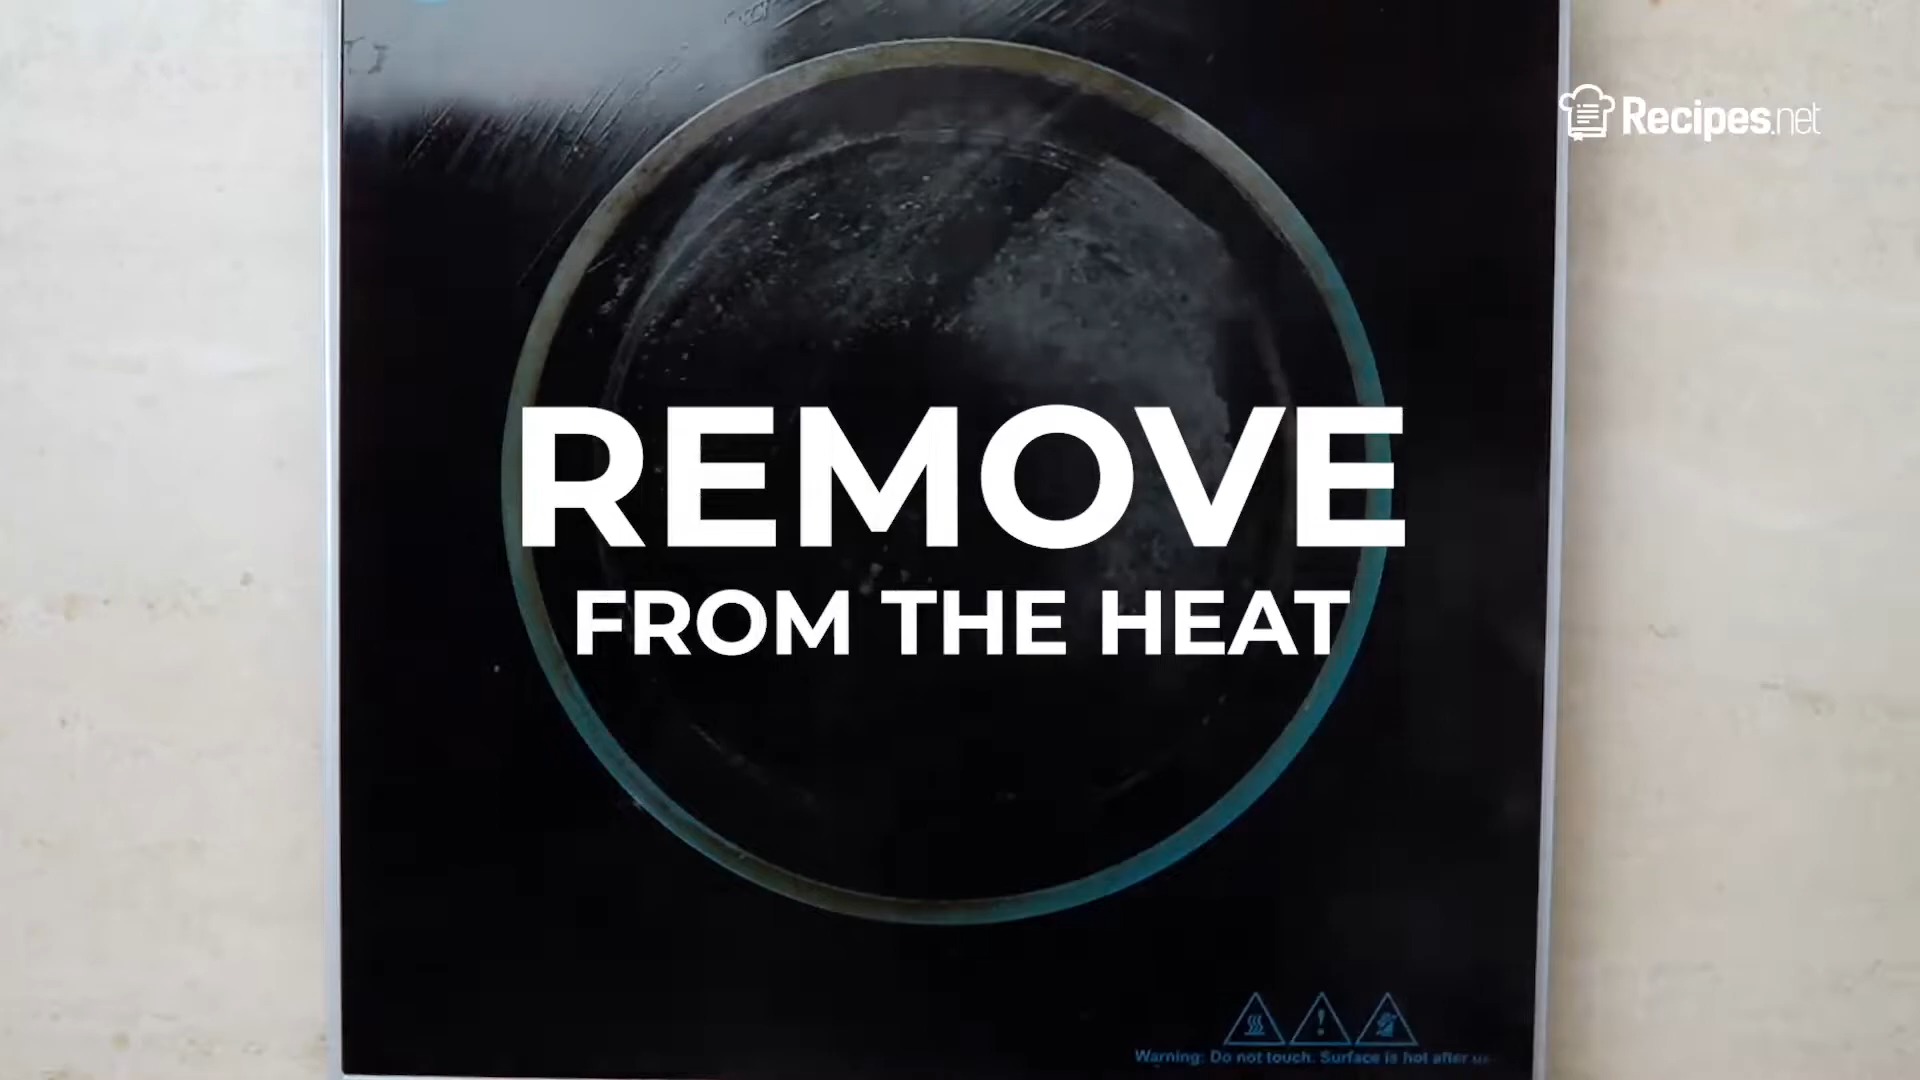 Recipes.net
REMOVE
FROM THE HEAT
Warning: Do not touch. Surface is hot after